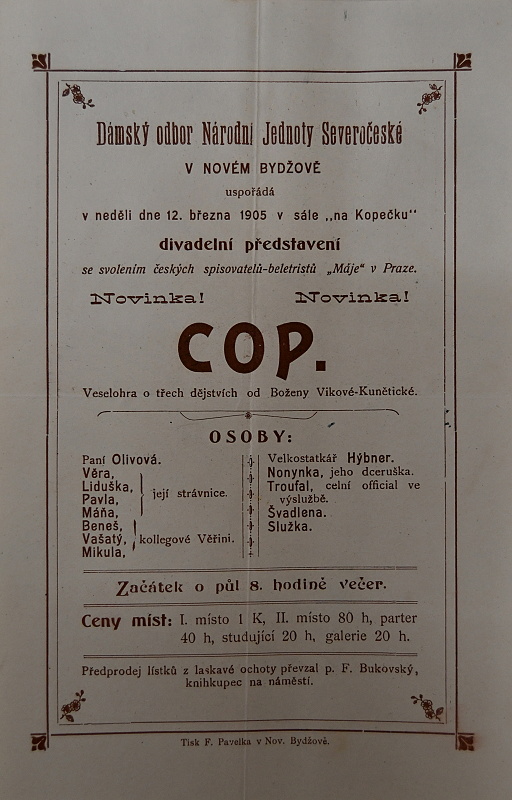 Dámský odbor Národní Jednoty Severočeské
V NOVÉM BYDŽOVĚ
uspořádá
v neděli dne 12. března 1905 v sále „na Kopečku“
divadelní představení
se svolením českých spisovatelů-beletristů „Máje“ v Praze.
Novinka! Novinka!
COP.
Veselohra o třech dějstvích od Boženy Vikové-Kunětické.
OSOBY:
Paní Olivová.
Věra,
Liduška,
Pavla,
Máňa,
její strávnice.
Beneš,
Vašatý,
Mikula,
kollegové Věřini.
Velkostatkář Hýbner.
Nonynka, jeho dceruška.
Troufal, celní official ve
výslužbě.
Švadlena.
Služka.
Začátek o půl 8. hodině večer.
Ceny míst: I. místo 1 K, II. místo 80 h, parter
40 h, studující 20 h, galerie 20 h.
Předprodej lístků z laskavé ochoty převzal p. F. Bukovský,
knihkupec na náměstí.
Tisk F. Pavelka v Nov. Bydžově.